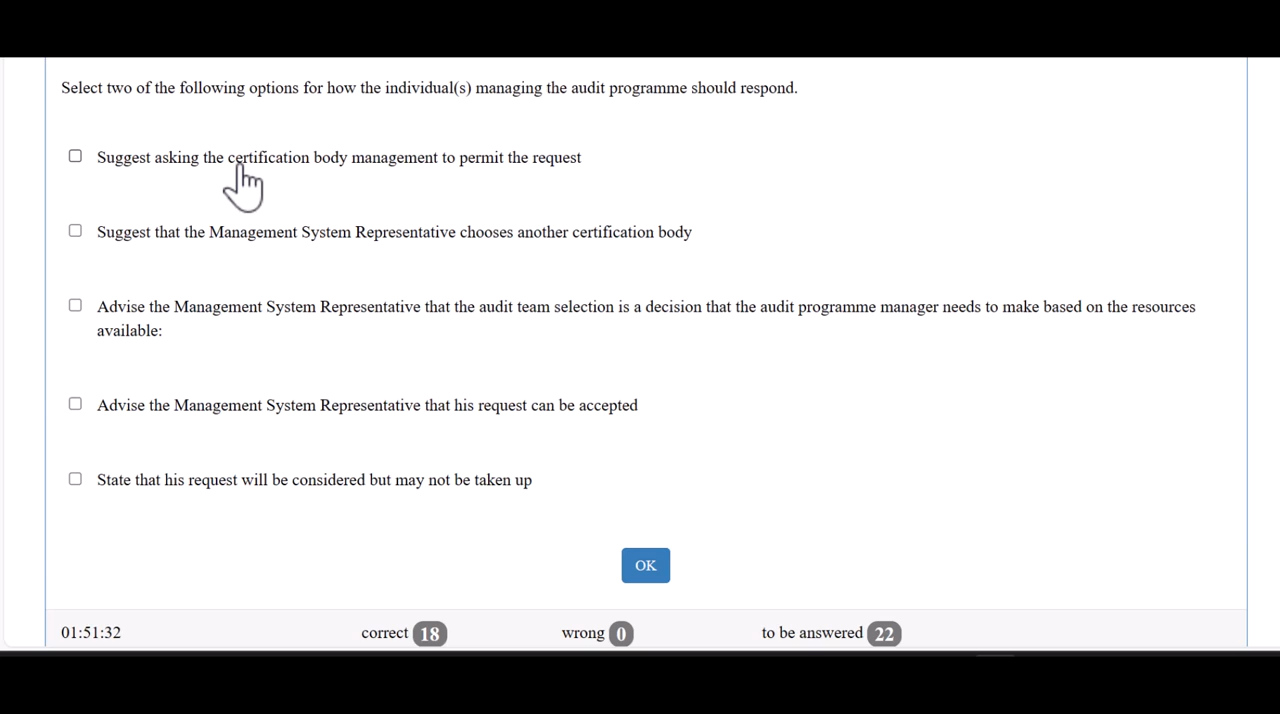 Select two of the following options for how the individual(s) managing the audit programme should respond.
Suggest asking the certification body management to permit the request
Suggest that the Management System Representative chooses another certification body
Advise the Management System Representative that the audit team selection is a decision that the audit programme manager needs to make based on the resources
available:
Advise the Management System Representative that his request can be accepted
State that his request will be considered but may not be taken up
OK
01:51:32 correct 18 wrong 0 to be answered 22